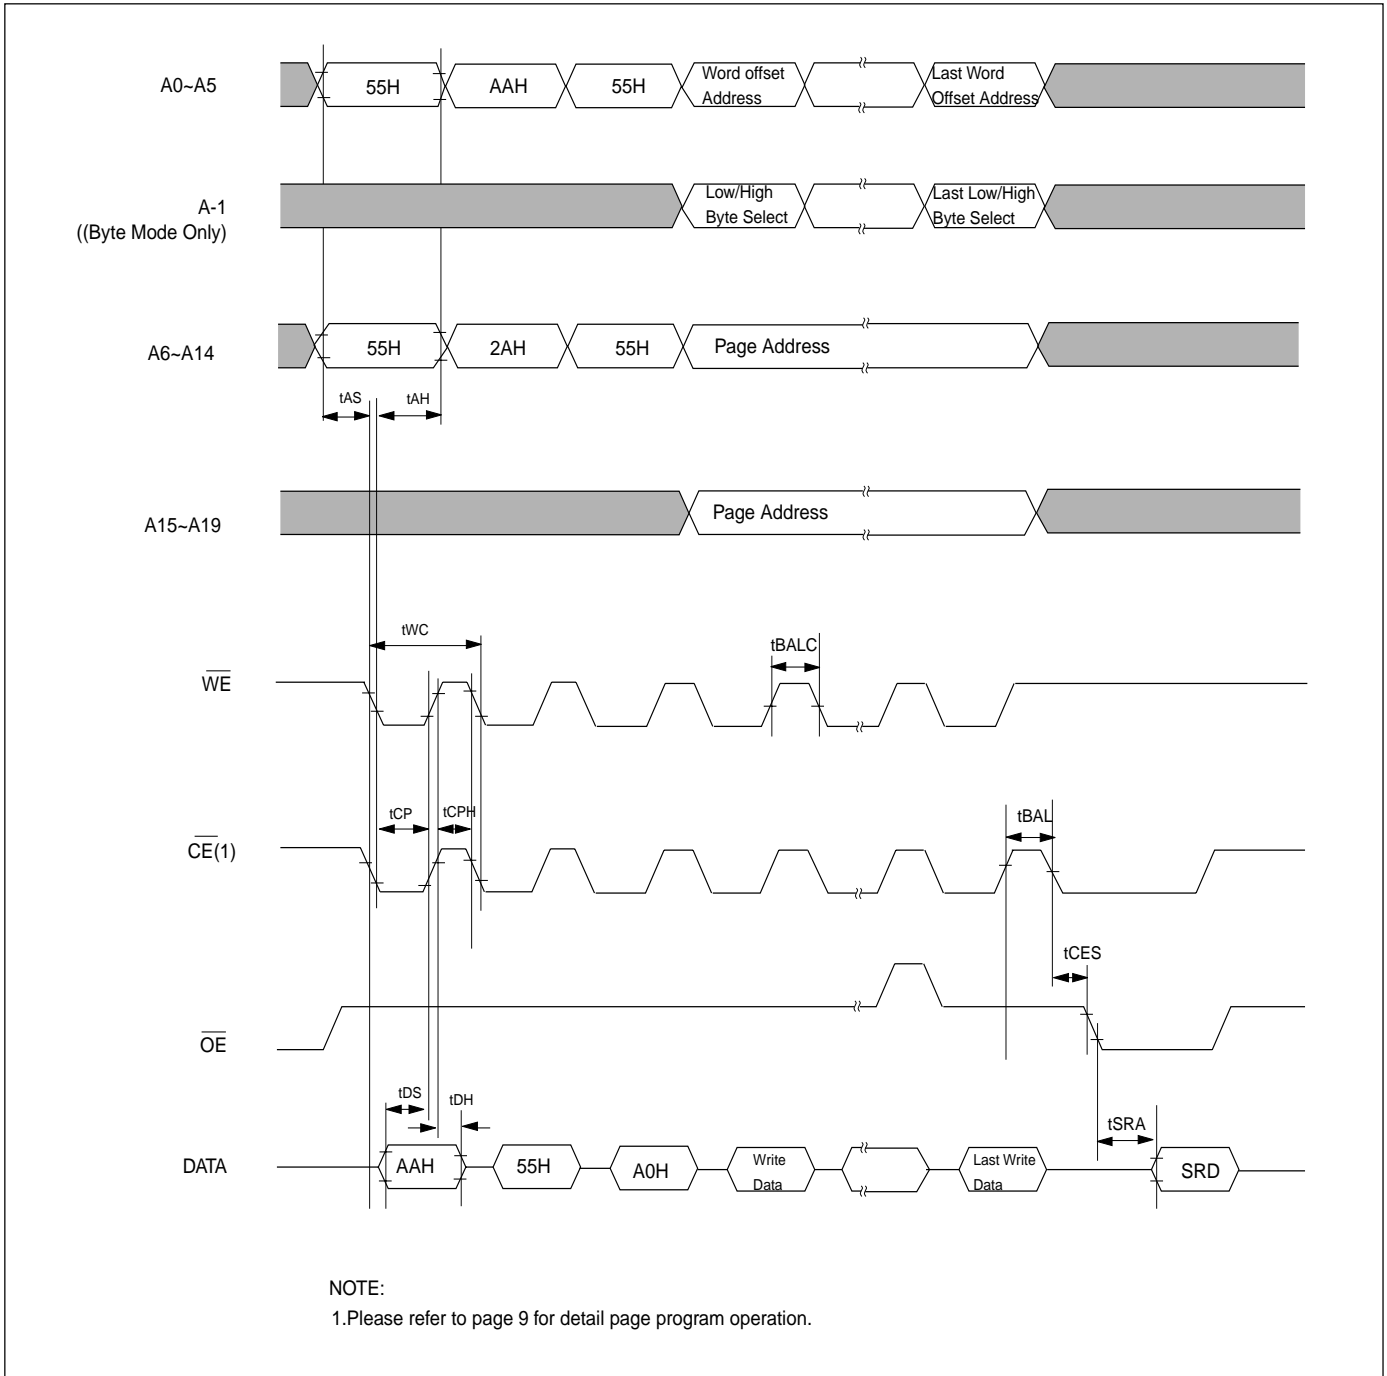 A0~A5
55H
AAH
55H
Word offset
Address
Last Word
Offset Address
A-1
((Byte Mode Only)
Low/High
Byte Select
Last Low/High
Byte Select
A6~A14
55H
2AH
55H
Page Address
tAS
tAH
A15~A19
Page Address
tWC
tBALC
WE
tCP
tCPH
tBAL
CE(1)
tCES
OE
tDS
tDH
tSRA
DATA
AAH
55H
A0H
Write
Data
Last Write
Data
SRD
NOTE:
1.Please refer to page 9 for detail page program operation.